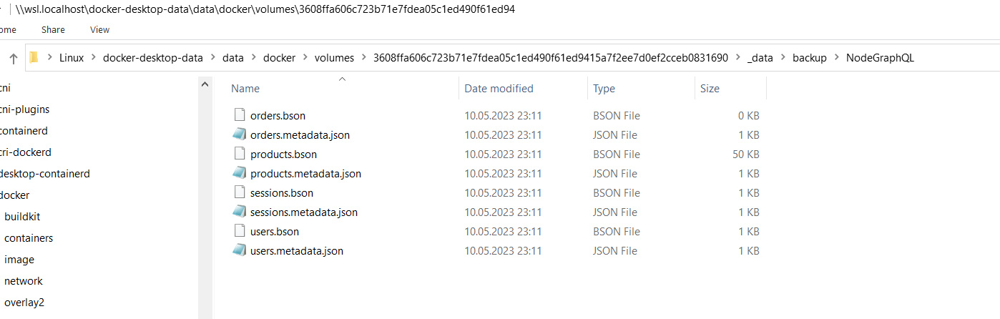 \\wsl.localhost\docker-desktop-data\data\docker\volumes\3608ffa606c723b71e7fdea05c1ed490f61ed94
ome Share View
Linux docker-desktop-data data docker volumes 3608ffa606c723b71e7fdea05c1ed490f61ed9415a7f2ee7d0ef2cceb0831690 _data backup NodeGraphQL
cni
cni-plugins
containerd
cri-dockerd
desktop-containerd
docker
buildkit
containers
image
network
overlay2
Name Date modified Type Size
orders.bson 10.05.2023 23:11 BSON File 0 KB
orders.metadata.json 10.05.2023 23:11 JSON File 1 KB
products.bson 10.05.2023 23:11 BSON File 50 KB
products.metadata.json 10.05.2023 23:11 JSON File 1 KB
sessions.bson 10.05.2023 23:11 BSON File 1 KB
sessions.metadata.json 10.05.2023 23:11 JSON File 1 KB
users.bson 10.05.2023 23:11 BSON File 1 KB
users.metadata.json 10.05.2023 23:11 JSON File 1 KB